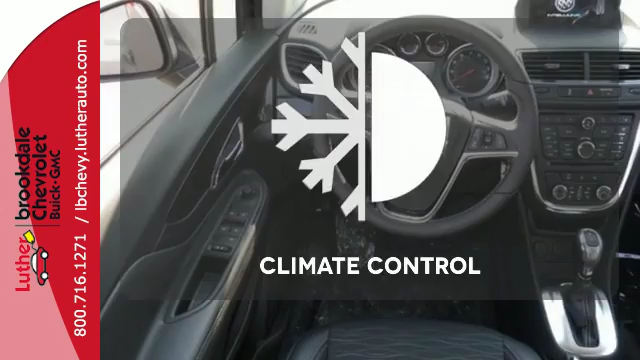 Luther brookdale
Chevrolet
Buick·GMC
800.716.1271 / lbchevy.lutherauto.com
CLIMATE CONTROL